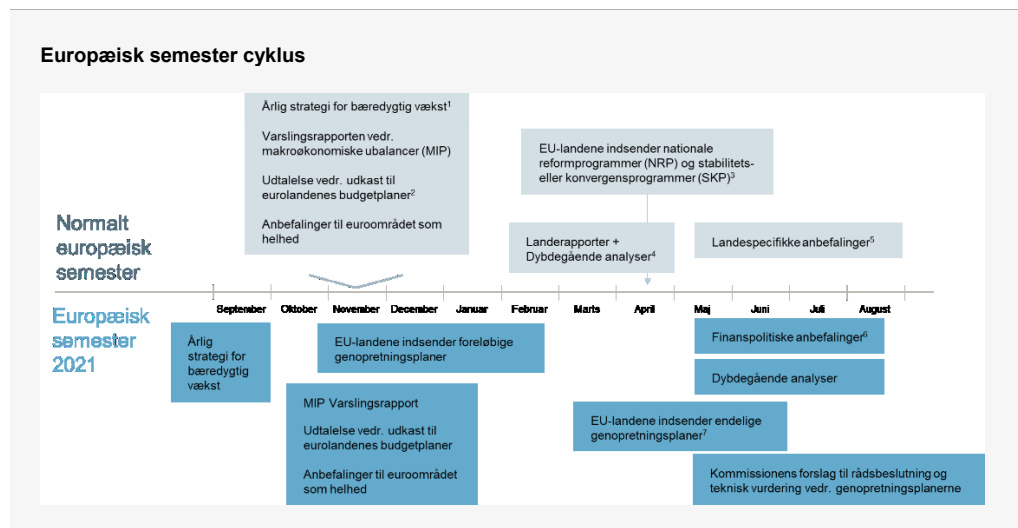 Europæisk semester cyklus
Årlig strategi for bæredygtig vækst¹
Varslingsrapporten vedr.
makroøkonomiske ubalancer (MIP)
Udtalelse vedr. udkast til
eurolandenes budgetplaner²
Anbefalinger til euroområdet som
helhed
EU-landene indsender nationale
reformprogrammer (NRP) og stabilitets-
eller konvergensprogrammer (SKP)³
Landerapporter +
Dybdegående analyser⁴
Landespecifikke anbefalinger⁵
Normalt
europæisk
semester
September Oktober November December Januar Februar Marts April Maj Juni Juli August
Europæisk
semester
2021
Årlig
strategi for
bæredygtig
vækst
EU-landene indsender foreløbige
genopretningsplaner
MIP Varslingsrapport
Udtalelse vedr. udkast til
eurolandenes budgetplaner
Anbefalinger til euroområdet
som helhed
Finanspolitiske anbefalinger⁶
Dybdegående analyser
EU-landene indsender endelige
genopretningsplaner⁷
Kommissionens forslag til rådsbeslutning og
teknisk vurdering vedr. genopretningsplanerne